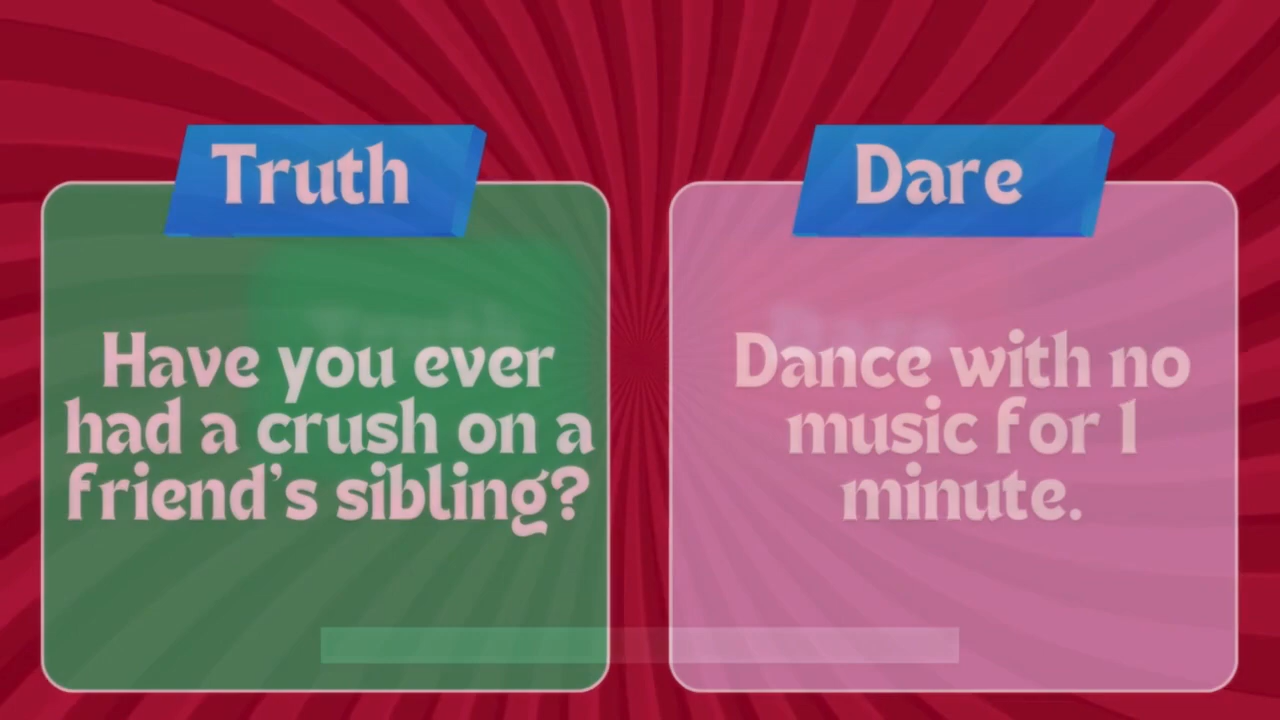 Truth
Have you ever
had a crush on a
friend's sibling?
Dare
Dance with no
music for 1
minute.